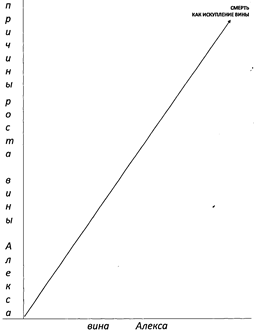 СМЕРТЬ
КАК ИСКУПЛЕНИЕ ВИНЫ
причины роста вины Алекса
вина Алекса